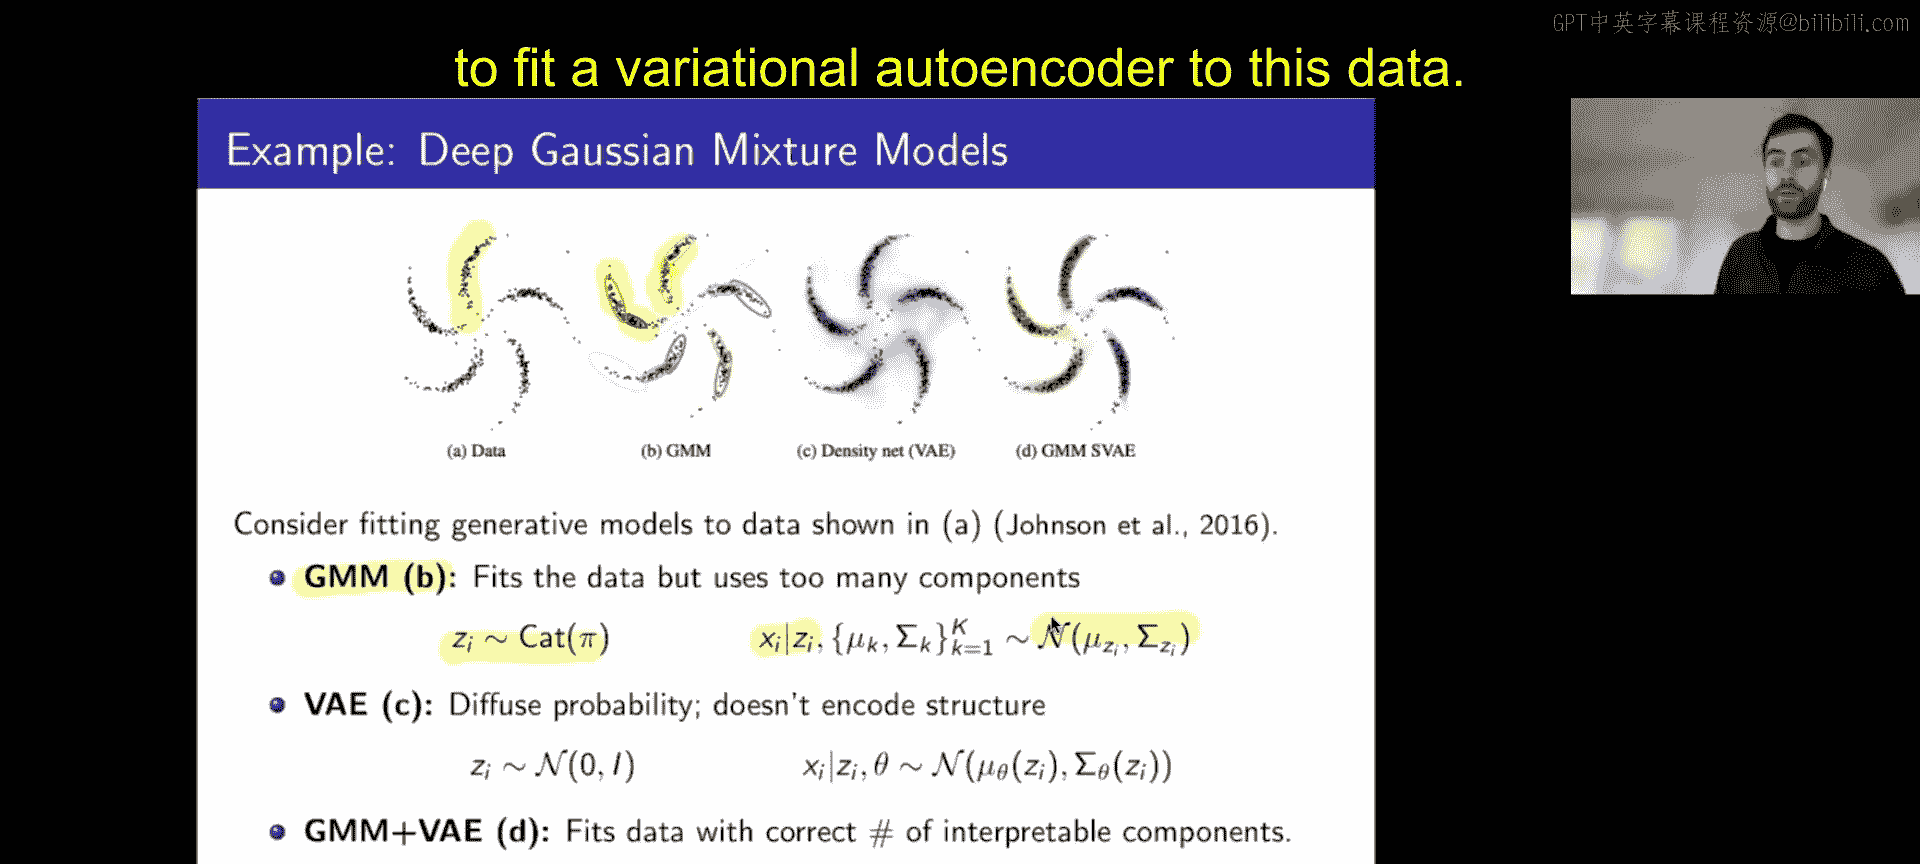 GPT中英字幕课程资源@bilibili.com
to fit a variational autoencoder to this data.
Example: Deep Gaussian Mixture Models
(a) Data
(b) GMM
(c) Density net (VAE)
(d) GMM SVAE
Consider fitting generative models to data shown in (a) (Johnson et al., 2016).
GMM (b): Fits the data but uses too many components
z_i ∼ Cat(π) x_i|z_i, {μ_k, Σ_k}_{k=1}^K ∼ N(μ_{z_i}, Σ_{z_i})
VAE (c): Diffuse probability; doesn't encode structure
z_i ∼ N(0, I) x_i|z_i, θ ∼ N(μ_θ(z_i), Σ_θ(z_i))
GMM+VAE (d): Fits data with correct # of interpretable components.